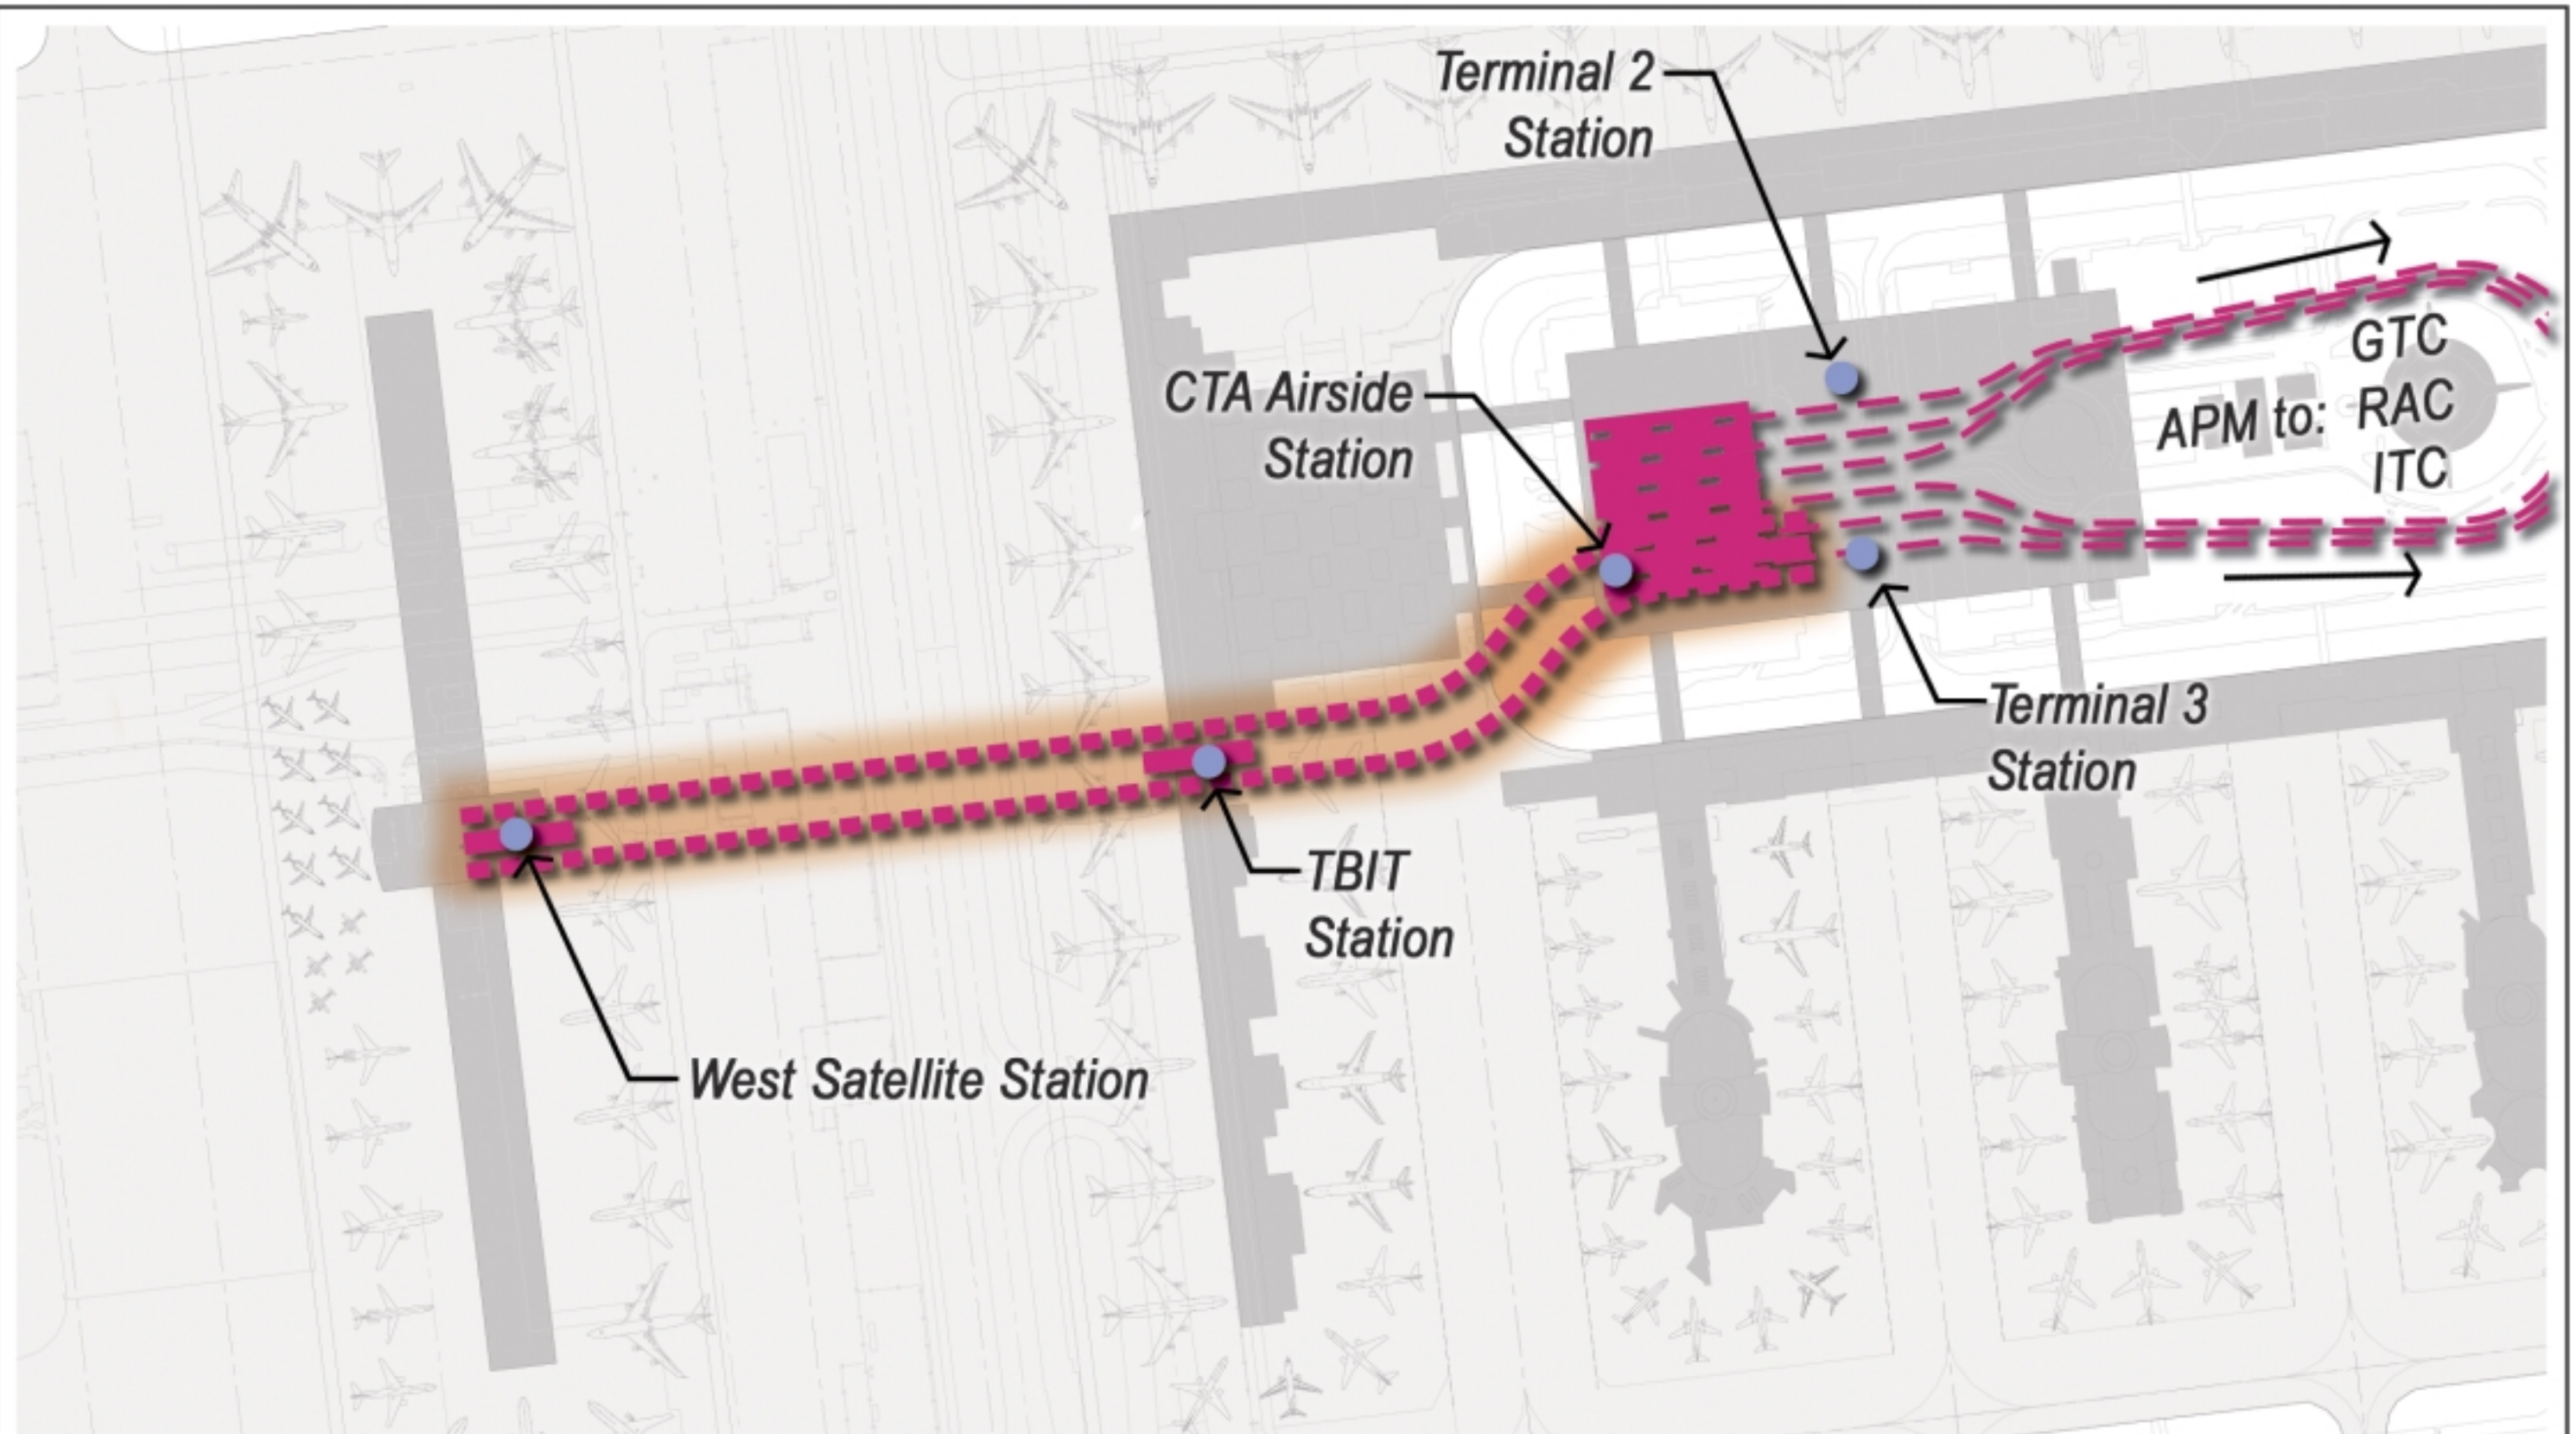 Terminal 2
Station
CTA Airside
Station
GTC
APM to: RAC
ITC
Terminal 3
Station
TBIT
Station
West Satellite Station